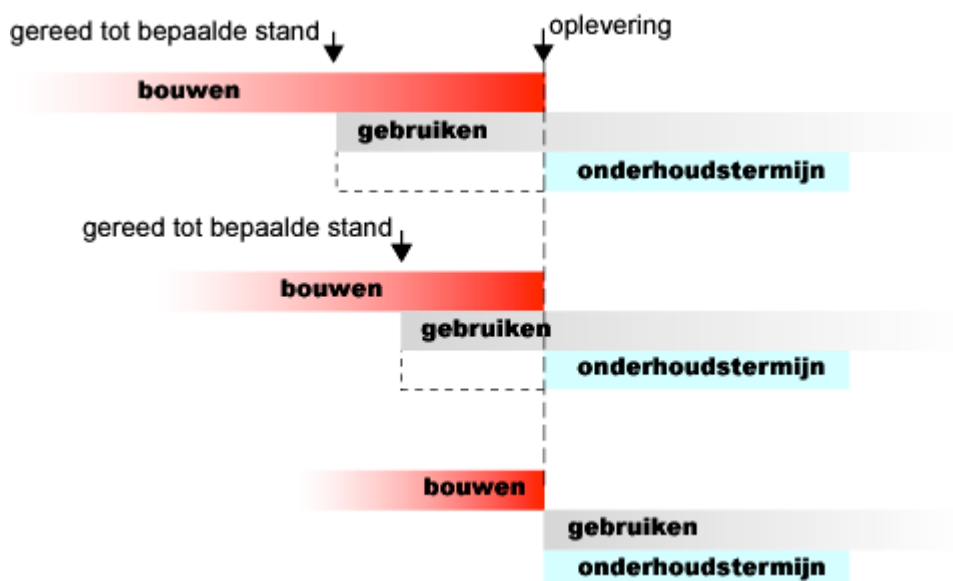 gereed tot bepaalde stand
oplevering
bouwen
gebruiken
onderhoudstermijn
gereed tot bepaalde stand
bouwen
gebruiken
onderhoudstermijn
bouwen
gebruiken
onderhoudstermijn